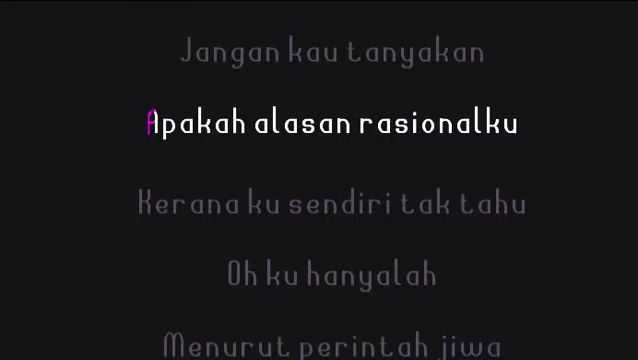 Jangan kau tanyakan
Apakah alasan rasionalku
Kerana ku sendiri tak tahu
Oh ku hanyalah
Menurut perintah jiwa